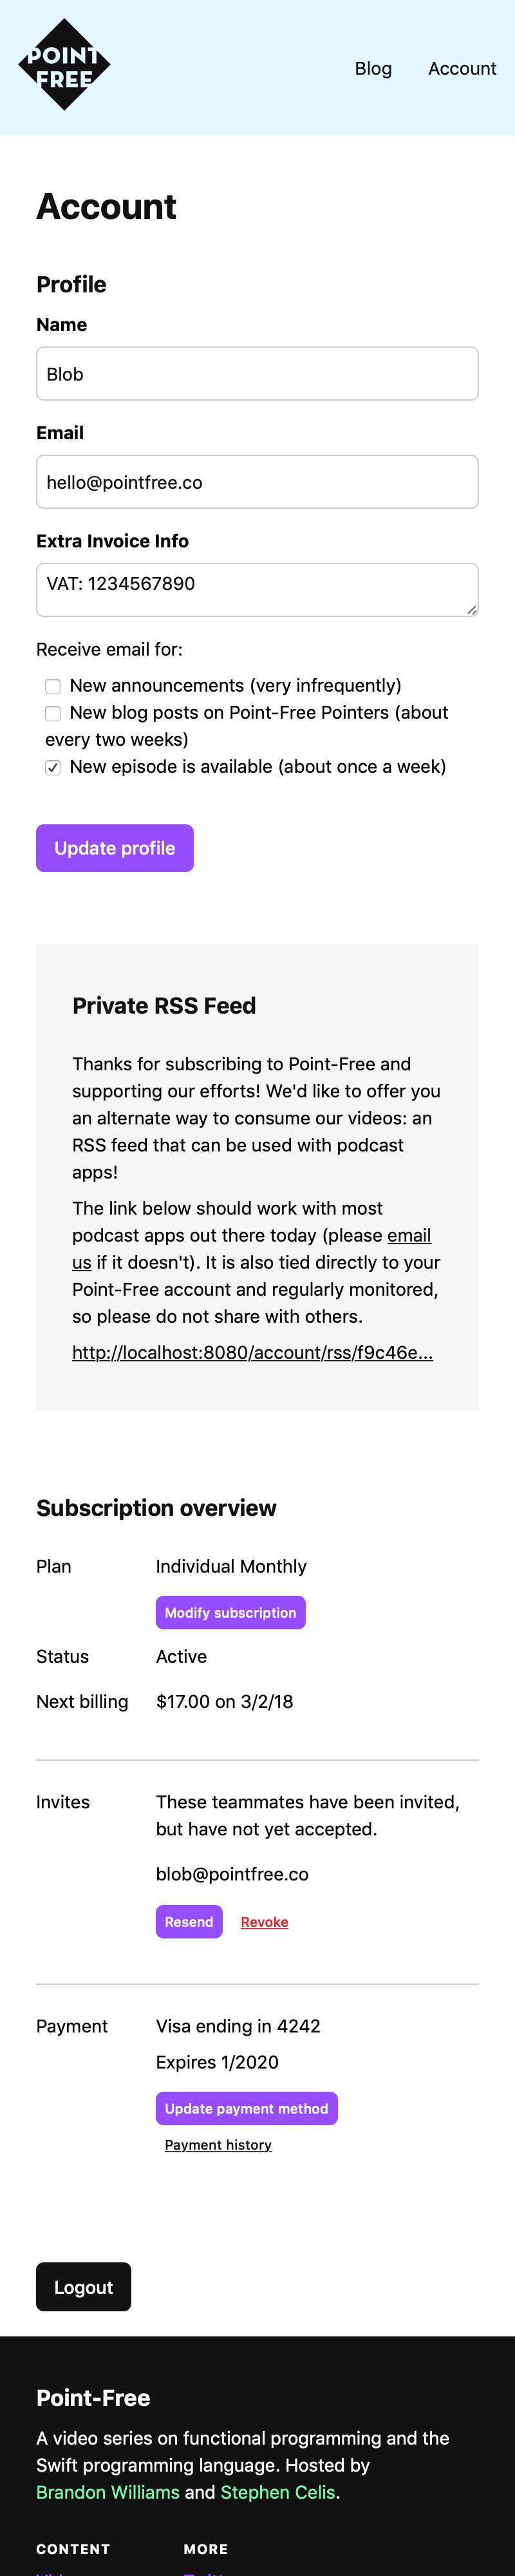 POINT
FREE
Blog Account
Account
Profile
Name
Blob
Email
hello@pointfree.co
Extra Invoice Info
VAT: 1234567890
Receive email for:
New announcements (very infrequently)
New blog posts on Point-Free Pointers (about
every two weeks)
New episode is available (about once a week)
Update profile
Private RSS Feed
Thanks for subscribing to Point-Free and
supporting our efforts! We'd like to offer you
an alternate way to consume our videos: an
RSS feed that can be used with podcast
apps!
The link below should work with most
podcast apps out there today (please email
us if it doesn't). It is also tied directly to your
Point-Free account and regularly monitored,
so please do not share with others.
http://localhost:8080/account/rss/f9c46e...
Subscription overview
Plan Individual Monthly
Modify subscription
Status Active
Next billing $17.00 on 3/2/18
Invites These teammates have been invited,
but have not yet accepted.
blob@pointfree.co
Resend Revoke
Payment Visa ending in 4242
Expires 1/2020
Update payment method
Payment history
Logout
Point-Free
A video series on functional programming and the
Swift programming language. Hosted by
Brandon Williams and Stephen Celis.
CONTENT MORE